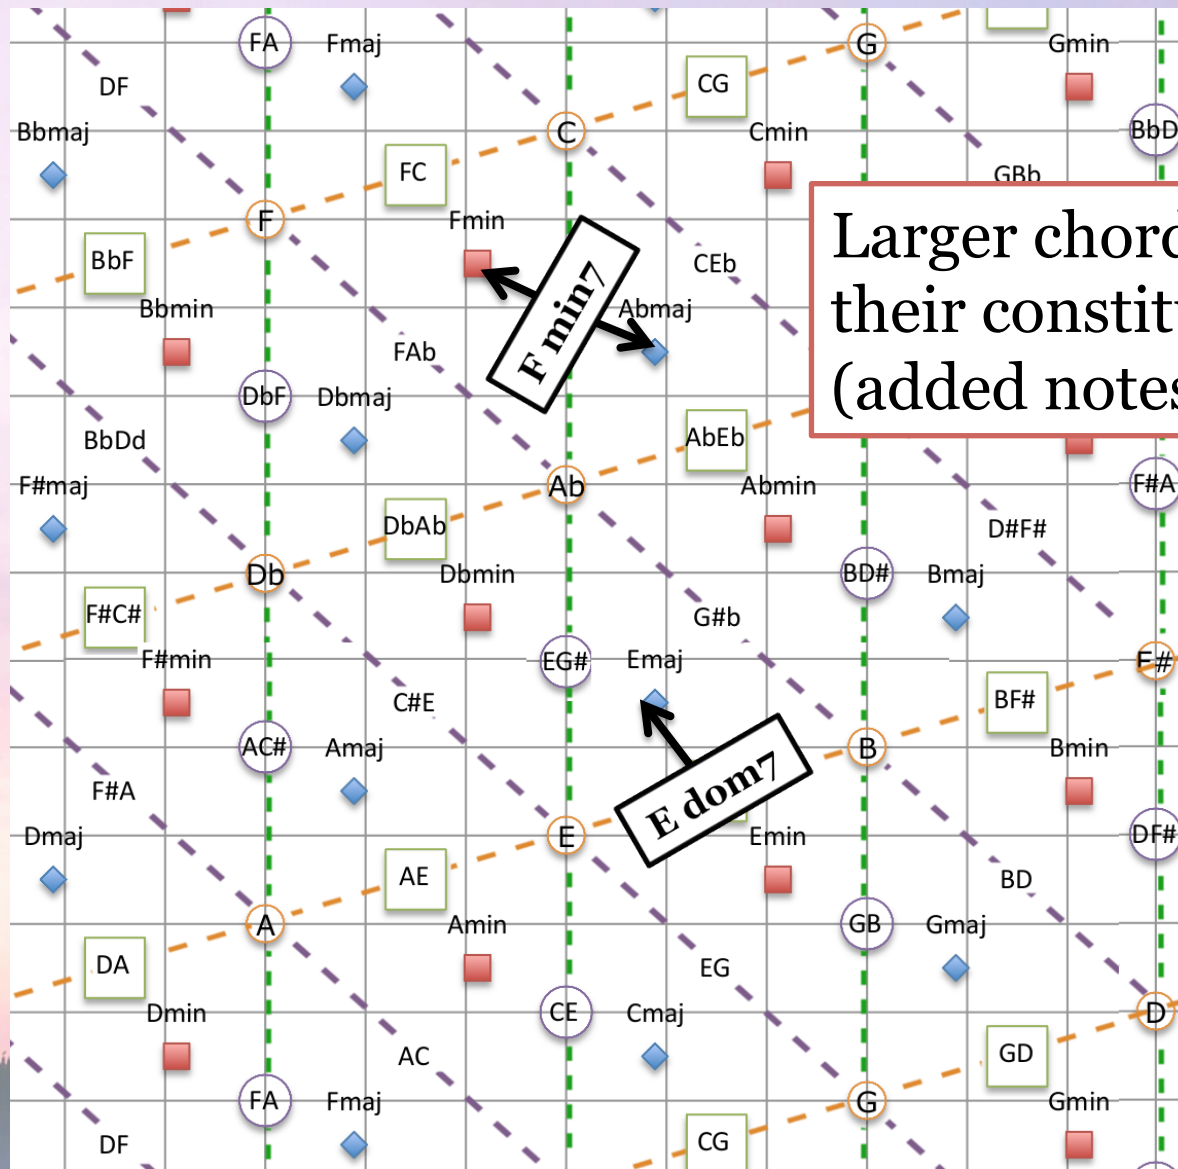 FA
Fmaj
G
Gmin
DF
CG
Bbmaj
C
Cmin
BbD
FC
GBb
Fmin
F
Larger chord
their constit
(added notes
BbF
CEb
Bbmin
F min7
Abmaj
FAb
DbF
Dbmaj
BbDd
AbEb
F#maj
Ab
Abmin
F#A
DbAb
D#F#
Db
Dbmin
BD#
Bmaj
F#C#
G#b
F#min
EG#
Emaj
F#
C#E
BF#
AC#
Amaj
B
Bmin
F#A
E dom7
Dmaj
E
Emin
DF#
AE
BD
A
Amin
GB
Gmaj
DA
EG
Dmin
CE
Cmaj
D
AC
GD
FA
Fmaj
G
Gmin
DF
CG